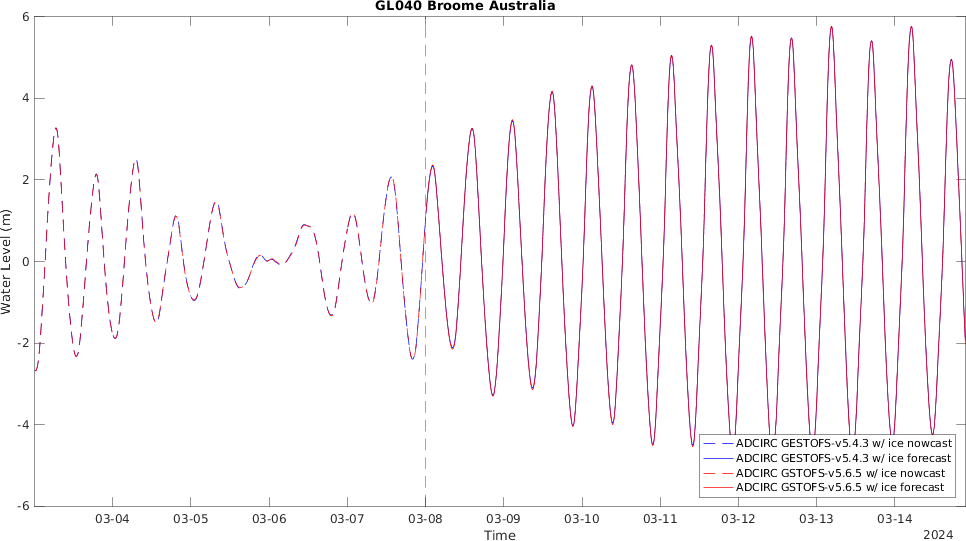 GL040 Broome Australia
6
4
2
0
-2
-4
-6
Water Level (m)
ADCIRC GESTOFS-v5.4.3 w/ ice nowcast
ADCIRC GESTOFS-v5.4.3 w/ ice forecast
ADCIRC GSTOFS-v5.6.5 w/ ice nowcast
ADCIRC GSTOFS-v5.6.5 w/ ice forecast
03-04 03-05 03-06 03-07 03-08 03-09 03-10 03-11 03-12 03-13 03-14
Time
2024